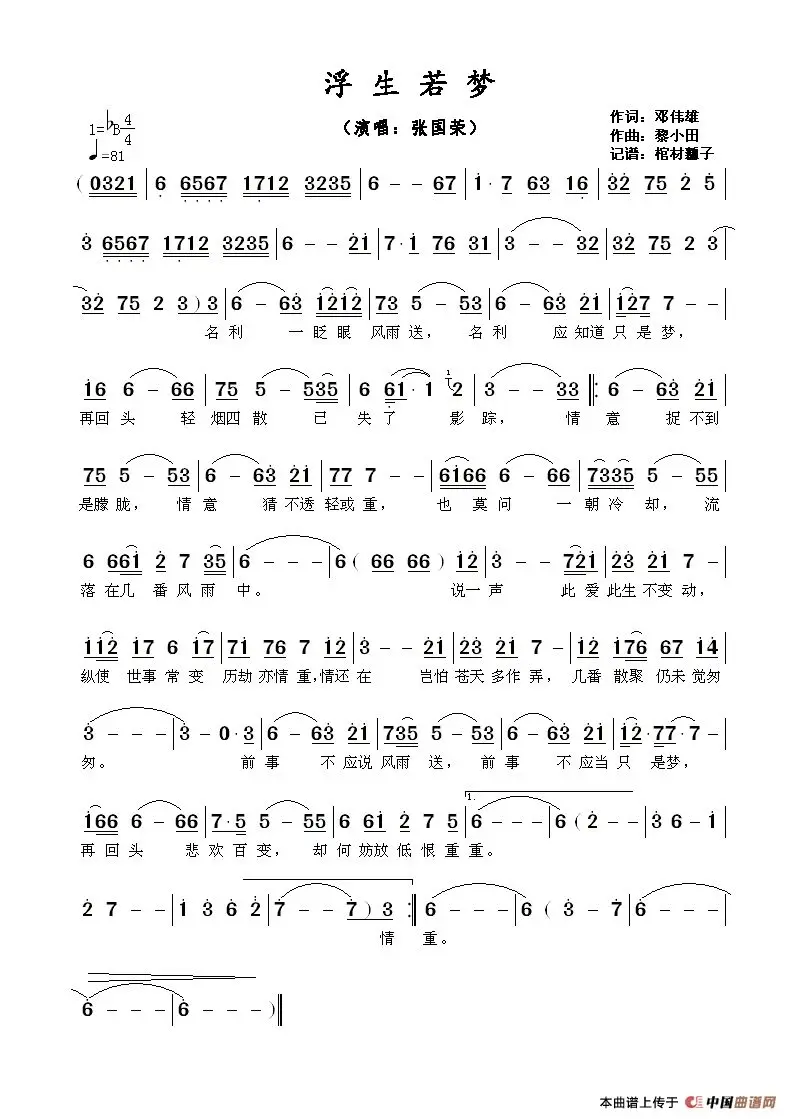 浮生若梦
（演唱：张国荣）
1=♭B 4/4
♩=81
作词：邓伟雄
作曲：黎小田
记谱：棺材瓤子
(0321 | 6 6567 1712 3235 | 6 - - 67 | 1· 7 63 16 | 32 75 2 5 |
3 6567 1712 3235 | 6 - - 21 | 7·1 76 31 | 3 - - 32 | 32 75 2 3 |
32 75 2 3) 3 | 6 - 63 1212 | 73 5 - 53 | 6 - 63 21 | 127 7 - - |
名利 一眨眼 风雨送， 名利 应知道只是梦，
16 6 - 66 | 75 5 - 535 | 6 61·1 2 | 3 - - 33 |: 6 - 63 21 |
再回头 轻烟四散 已失了 影踪， 情意 捉不到
75 5 - 53 | 6 - 63 21 | 77 7 - - | 6166 6 - 66 | 7335 5 - 55 |
是朦胧， 情意 猜不透轻或重， 也莫问 一朝冷却， 流
6 661 2 7 35 | 6 - - - | 6( 66 66) 12 | 3 - - 721 | 23 21 7 - |
落在几番风雨中。 说一声 此爱此生不变动，
112 17 6 17 | 71 76 7 12 | 3 - - 21 | 23 21 7 - | 12 176 67 14 |
纵使 世事常变 历劫亦情重，情还在 岂怕苍天多作弄， 几番散聚 仍未觉匆
3 - - - | 3 - 0·3 | 6 - 63 21 | 735 5 - 53 | 6 - 63 21 | 12·77· 7 - |
匆。 前事 不应说风雨送， 前事 不应当只是梦，
166 6 - 66 | 7·5 5 - 55 | 6 61 2 7 5 | 1. 6 - - - | 6 (2 - - | 3 6 - 1 |
再回头 悲欢百变， 却何妨放低恨重重。
2 7 - - | 1 3 6 2 | 7 - - 7) 3 :| 6 - - - | 6 (3 - 7 | 6 - - - |
情重。
6 - - - | 6 - - -) ‖
本曲谱上传于 中国曲谱网